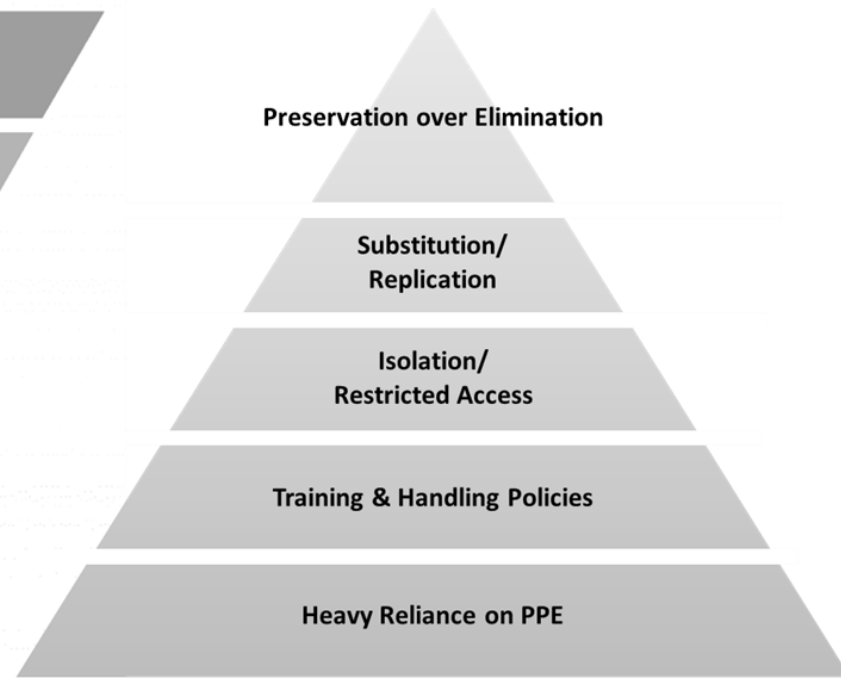 Preservation over Elimination
Substitution/
Replication
Isolation/
Restricted Access
Training & Handling Policies
Heavy Reliance on PPE